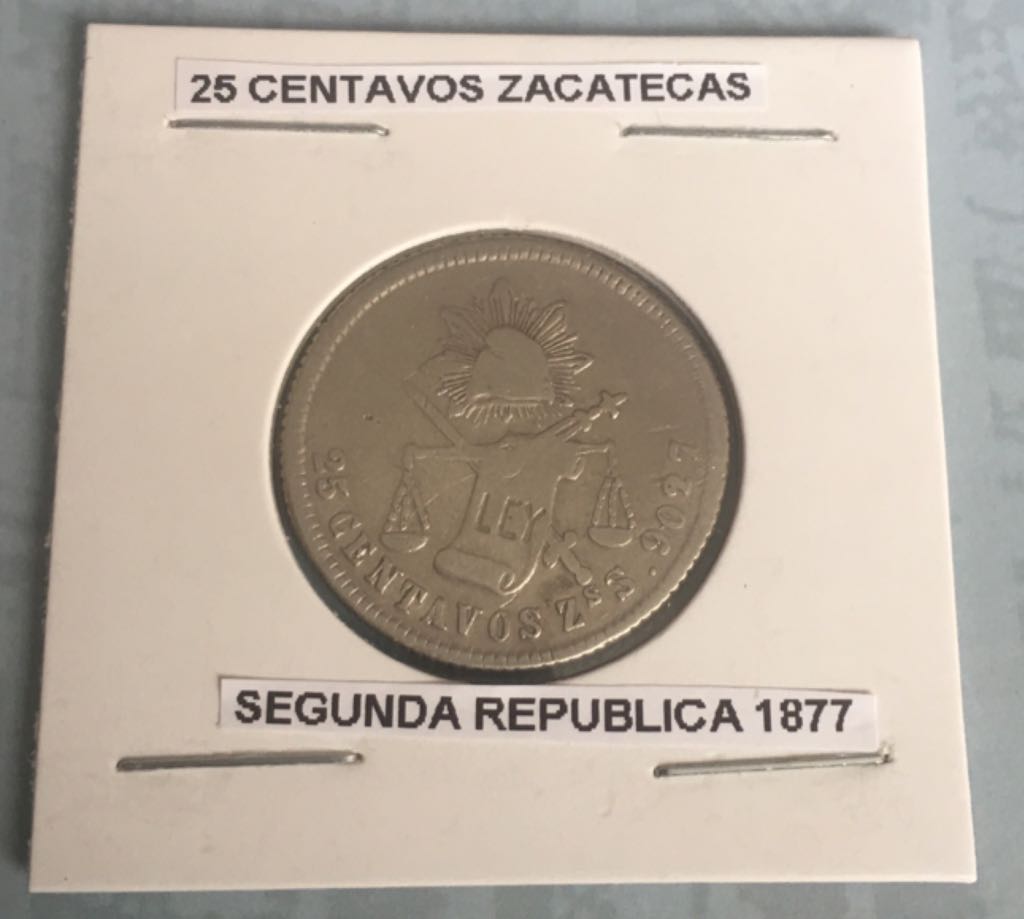 25 CENTAVOS ZACATECAS
LEY
25 CENTAVOS Zs S. 902,7
SEGUNDA REPUBLICA 1877